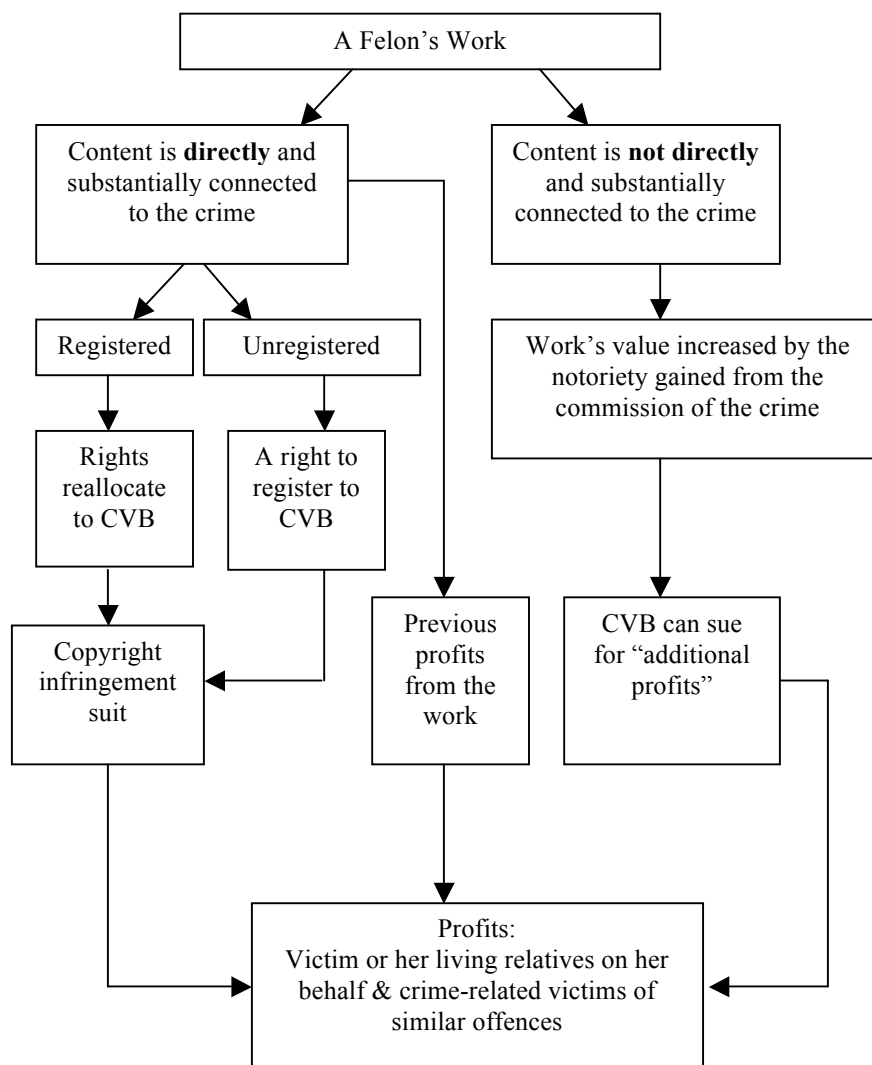 A Felon’s Work
Content is directly and
substantially connected
to the crime
Content is not directly
and substantially
connected to the crime
Registered
Unregistered
Work’s value increased by the
notoriety gained from the
commission of the crime
Rights
reallocate
to CVB
A right to
register to
CVB
Copyright
infringement
suit
Previous
profits
from the
work
CVB can sue
for “additional
profits”
Profits:
Victim or her living relatives on her
behalf & crime-related victims of
similar offences